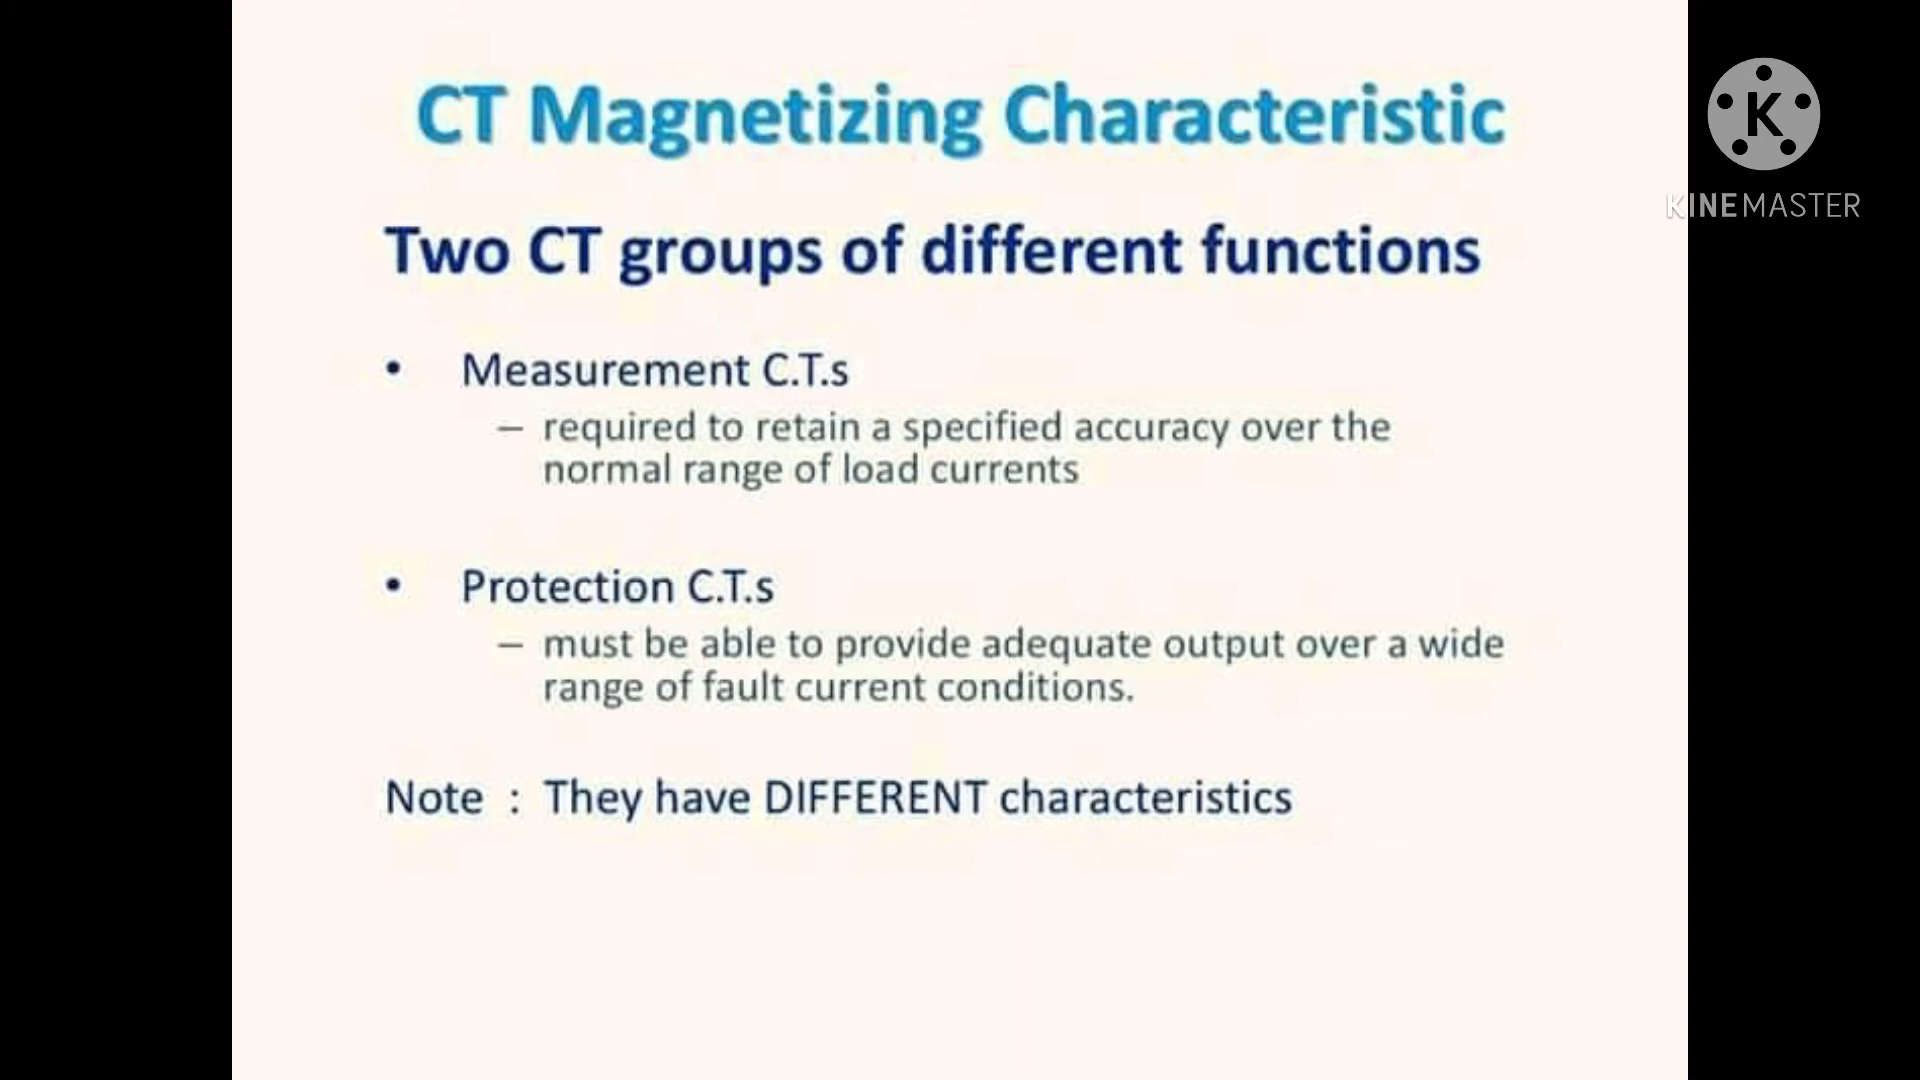 CT Magnetizing Characteristic
K
KINEMASTER
Two CT groups of different functions
• Measurement C.T.s
– required to retain a specified accuracy over the
normal range of load currents
• Protection C.T.s
– must be able to provide adequate output over a wide
range of fault current conditions.
Note : They have DIFFERENT characteristics